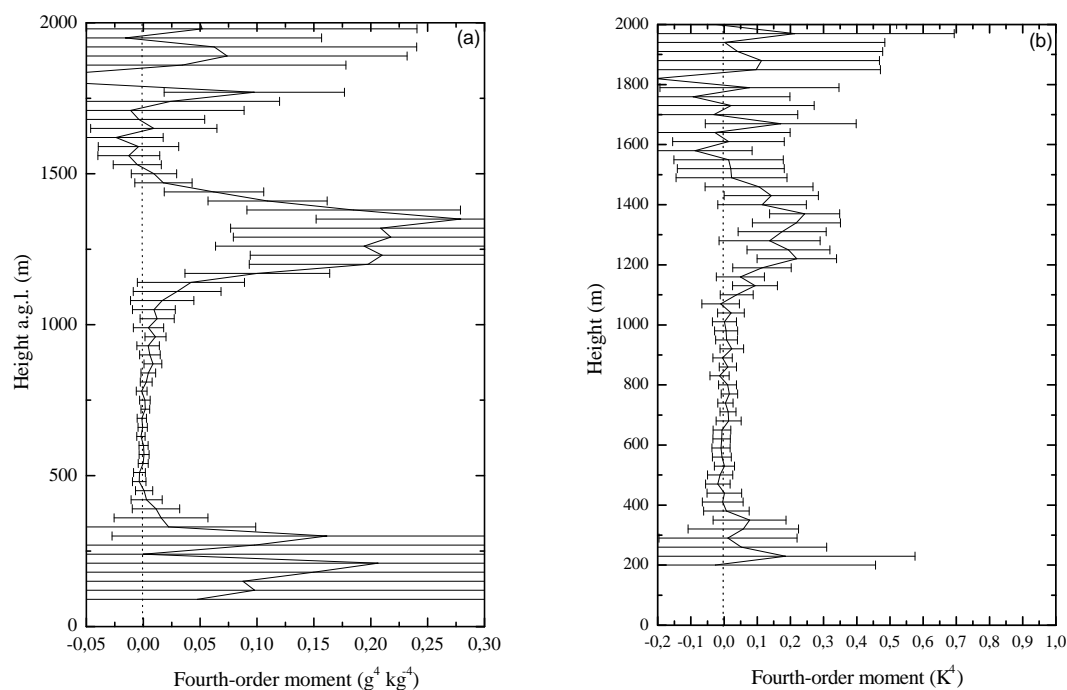 (a)
2000
1500
1000
500
0
Height a.g.l. (m)
-0,05 0,00 0,05 0,10 0,15 0,20 0,25 0,30
Fourth-order moment (g⁴ kg⁻⁴)
(b)
2000
1800
1600
1400
1200
1000
800
600
400
200
0
Height (m)
-0,2 -0,1 0,0 0,1 0,2 0,3 0,4 0,5 0,6 0,7 0,8 0,9 1,0
Fourth-order moment (K⁴)